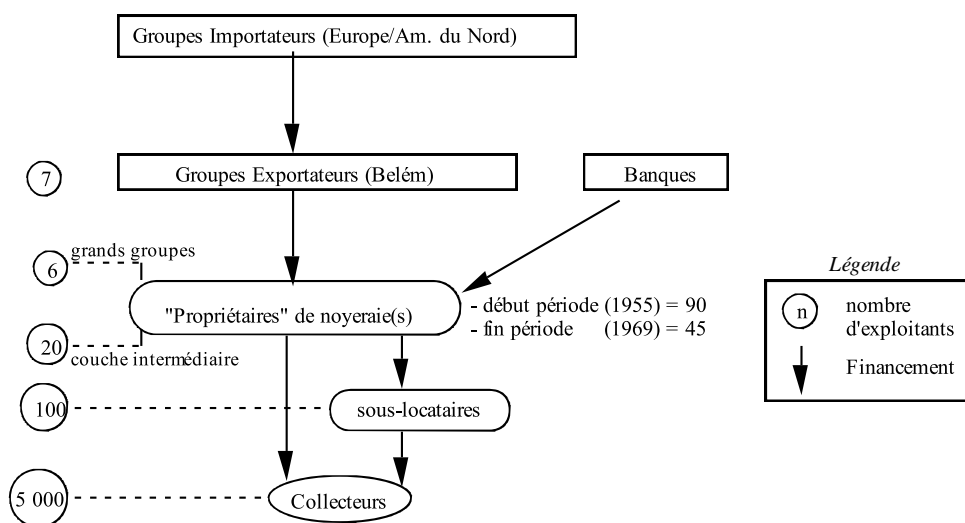 Groupes Importateurs (Europe/Am. du Nord)
7
Groupes Exportateurs (Belém)
Banques
6
grands groupes
"Propriétaires" de noyeraie(s)
- début période (1955) = 90
- fin période (1969) = 45
20
couche intermédiaire
100
sous-locataires
5 000
Collecteurs
Légende
n
nombre
d'exploitants
Financement